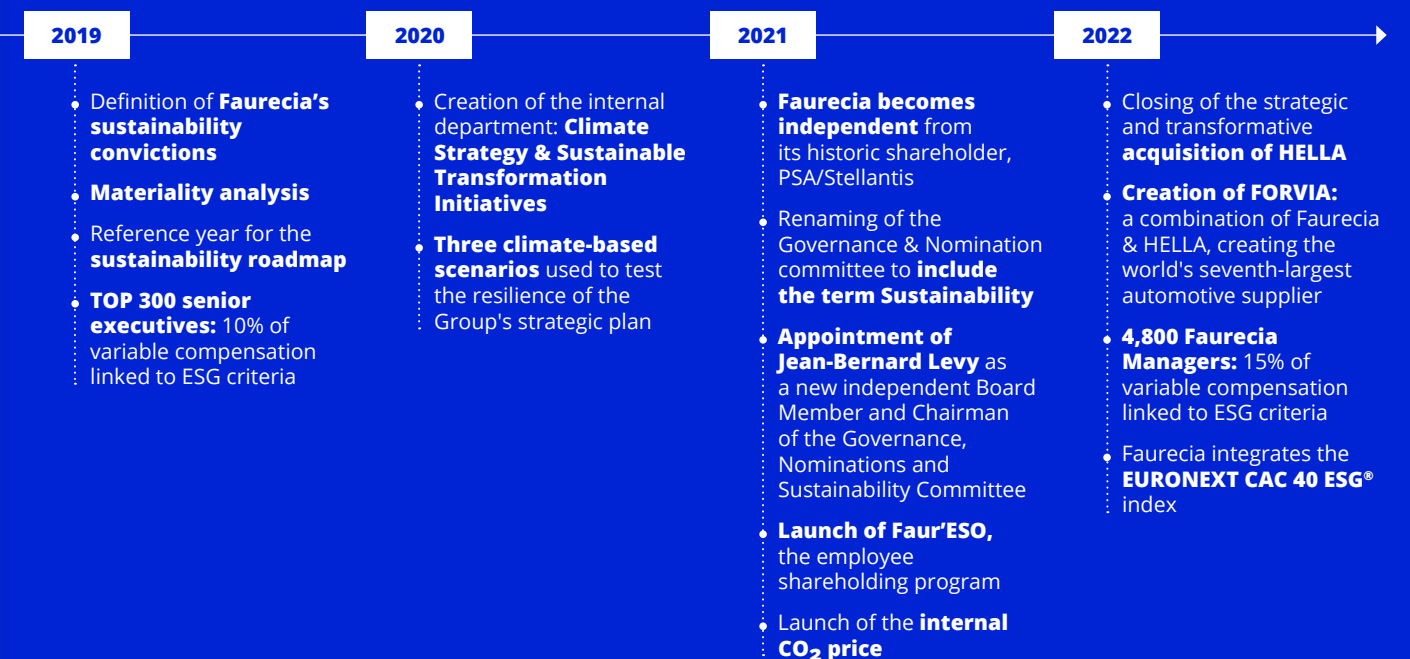 2019
Definition of Faurecia’s
sustainability
convictions
Materiality analysis
Reference year for the
sustainability roadmap
TOP 300 senior
executives: 10% of
variable compensation
linked to ESG criteria
2020
Creation of the internal
department: Climate
Strategy & Sustainable
Transformation
Initiatives
Three climate-based
scenarios used to test
the resilience of the
Group's strategic plan
2021
Faurecia becomes
independent from
its historic shareholder,
PSA/Stellantis
Renaming of the
Governance & Nomination
committee to include
the term Sustainability
Appointment of
Jean-Bernard Levy as
a new independent Board
Member and Chairman
of the Governance,
Nominations and
Sustainability Committee
Launch of Faur’ESO,
the employee
shareholding program
Launch of the internal
CO₂ price
2022
Closing of the strategic
and transformative
acquisition of HELLA
Creation of FORVIA:
a combination of Faurecia
& HELLA, creating the
world's seventh-largest
automotive supplier
4,800 Faurecia
Managers: 15% of
variable compensation
linked to ESG criteria
Faurecia integrates the
EURONEXT CAC 40 ESG®
index